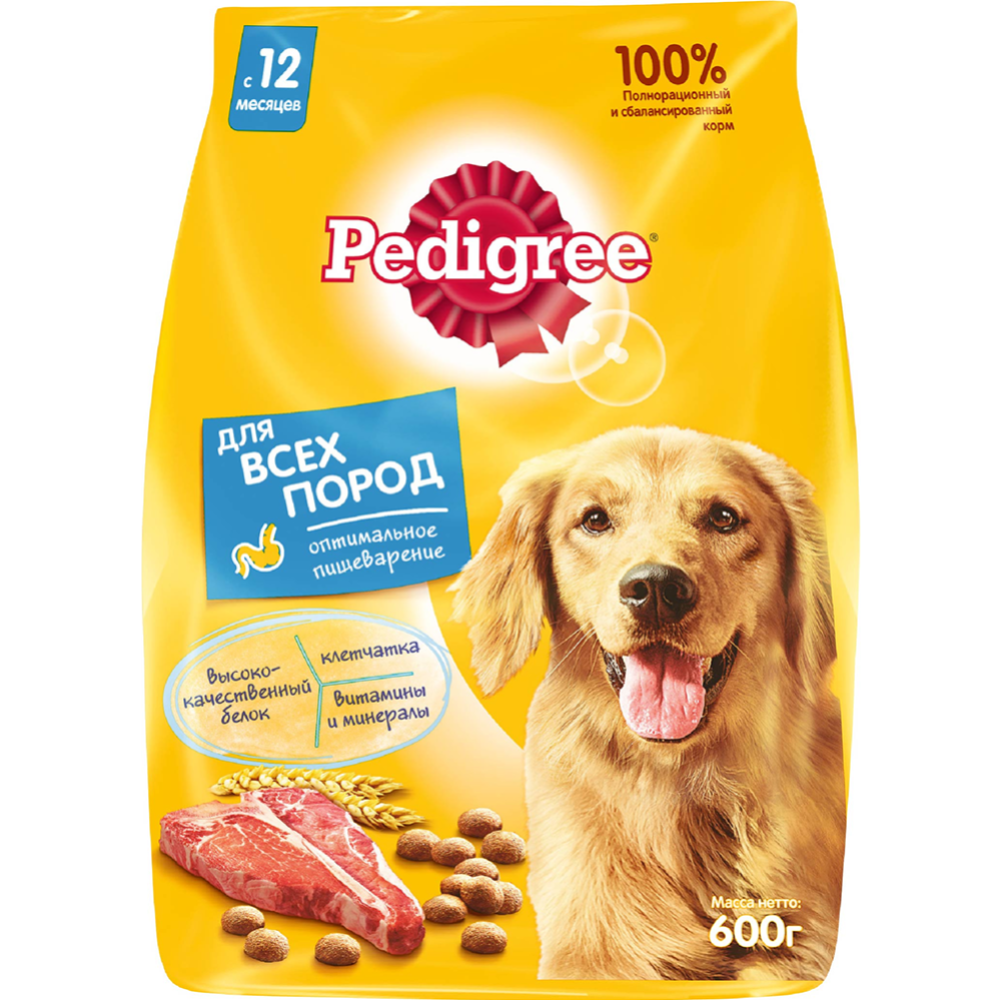 с 12
месяцев
100%
Полнорационный
и сбалансированный
корм
Pedigree®
для
ВСЕХ
ПОРОД
оптимальное
пищеварение
высоко-
качественный
белок
клетчатка
витамины
и минералы
Масса нетто:
600г